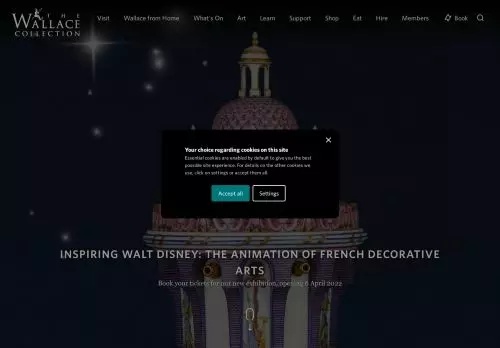 THE
WALLACE
COLLECTION
Visit
Wallace from Home
What's On
Art
Learn
Support
Shop
Eat
Hire
Members
Book
Your choice regarding cookies on this site
Essential cookies are enabled by default to give you the best
possible site experience. For details on the other cookies we
use, click on settings or accept them all.
Accept all
Settings
INSPIRING WALT DISNEY: THE ANIMATION OF FRENCH DECORATIVE
ARTS
Book your tickets for our new exhibition, opening 6 April 2022